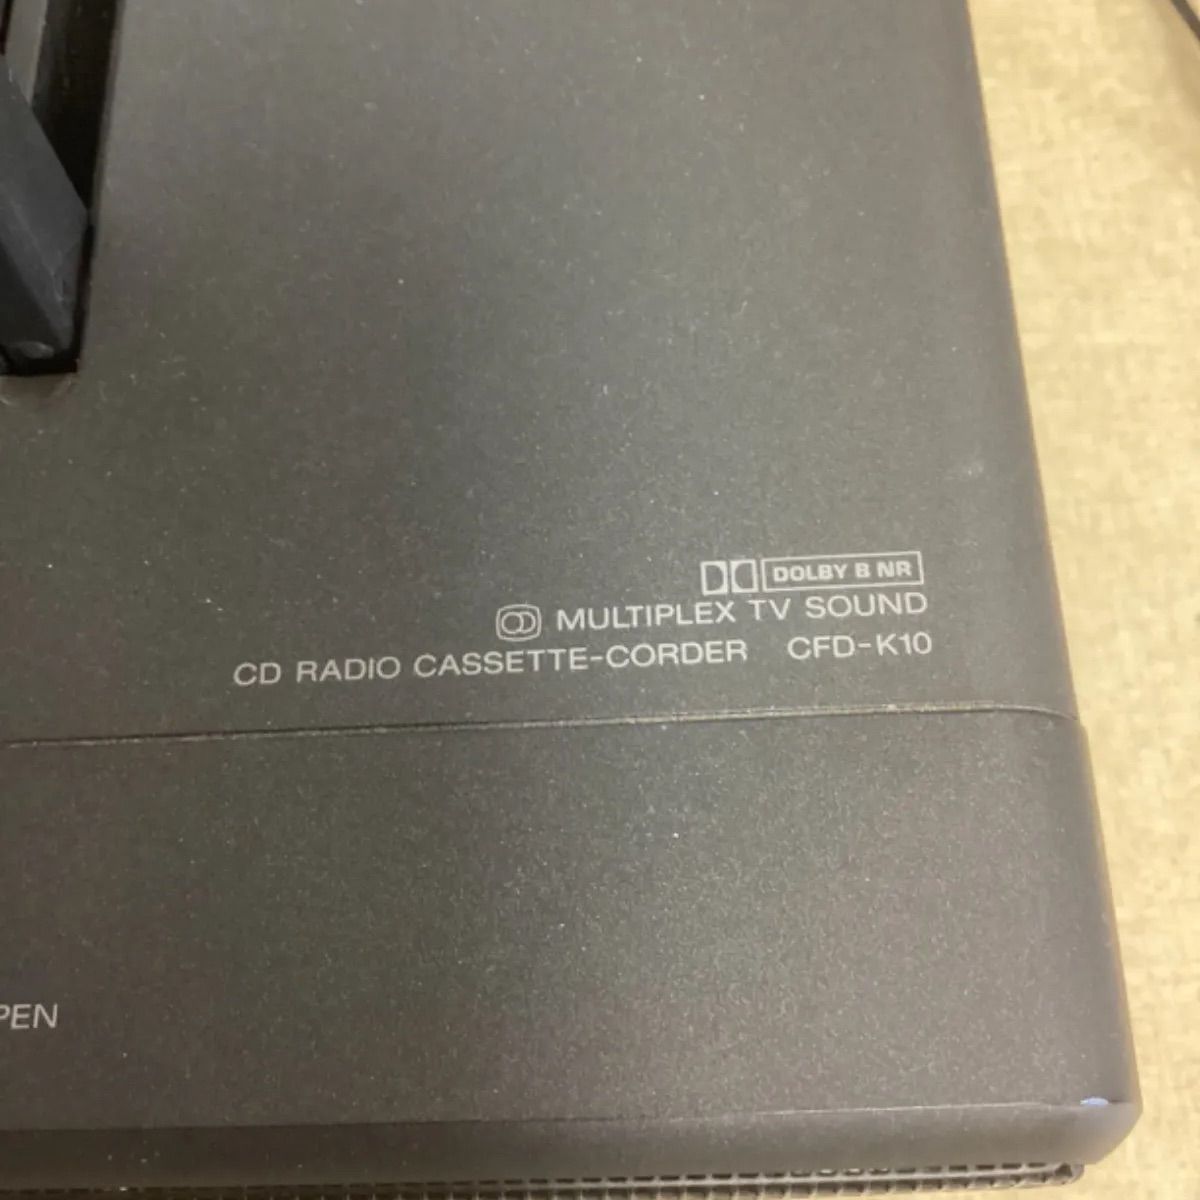 DOLBY B NR
MULTIPLEX TV SOUND
CD RADIO CASSETTE-CORDER CFD-K10
PEN